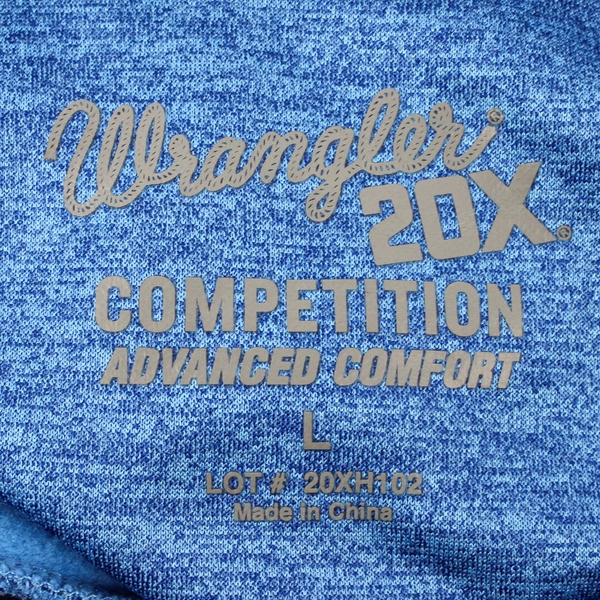 Wrangler®
20X®
COMPETITION
ADVANCED COMFORT
L
LOT # 20XH102
Made in China